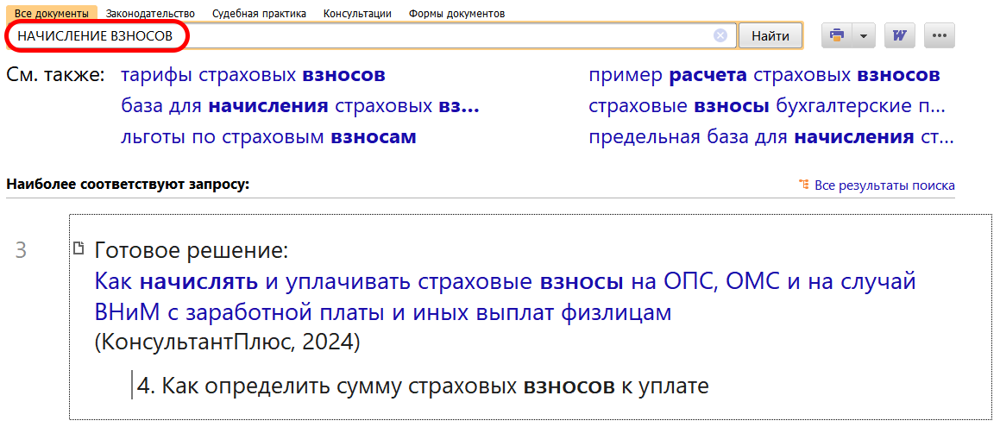 Все документы Законодательство Судебная практика Консультации Формы документов
НАЧИСЛЕНИЕ ВЗНОСОВ Найти W
См. также: тарифы страховых взносов пример расчета страховых взносов
база для начисления страховых вз... страховые взносы бухгалтерские п...
льготы по страховым взносам предельная база для начисления ст...
Наиболее соответствуют запросу: Все результаты поиска
3 Готовое решение:
Как начислять и уплачивать страховые взносы на ОПС, ОМС и на случай
ВНиМ с заработной платы и иных выплат физлицам
(КонсультантПлюс, 2024)
4. Как определить сумму страховых взносов к уплате